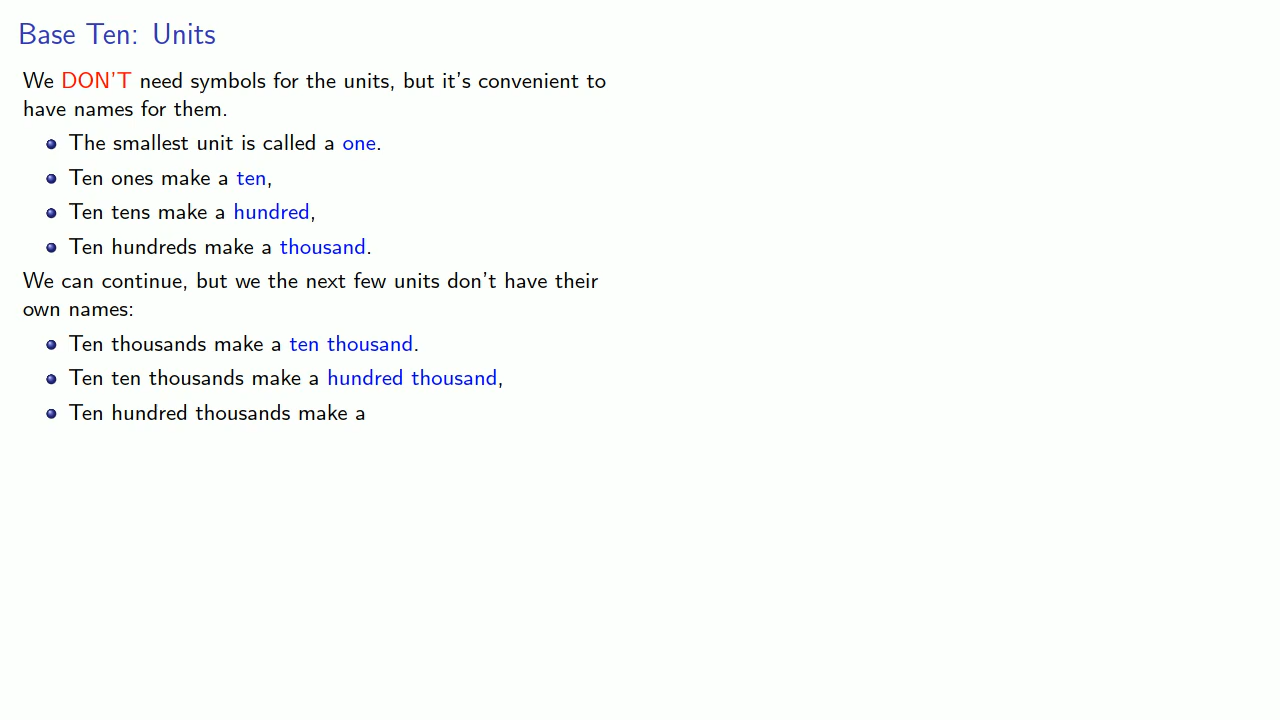 Base Ten: Units
We DON'T need symbols for the units, but it's convenient to
have names for them.
The smallest unit is called a one.
Ten ones make a ten,
Ten tens make a hundred,
Ten hundreds make a thousand.
We can continue, but we the next few units don't have their
own names:
Ten thousands make a ten thousand.
Ten ten thousands make a hundred thousand,
Ten hundred thousands make a